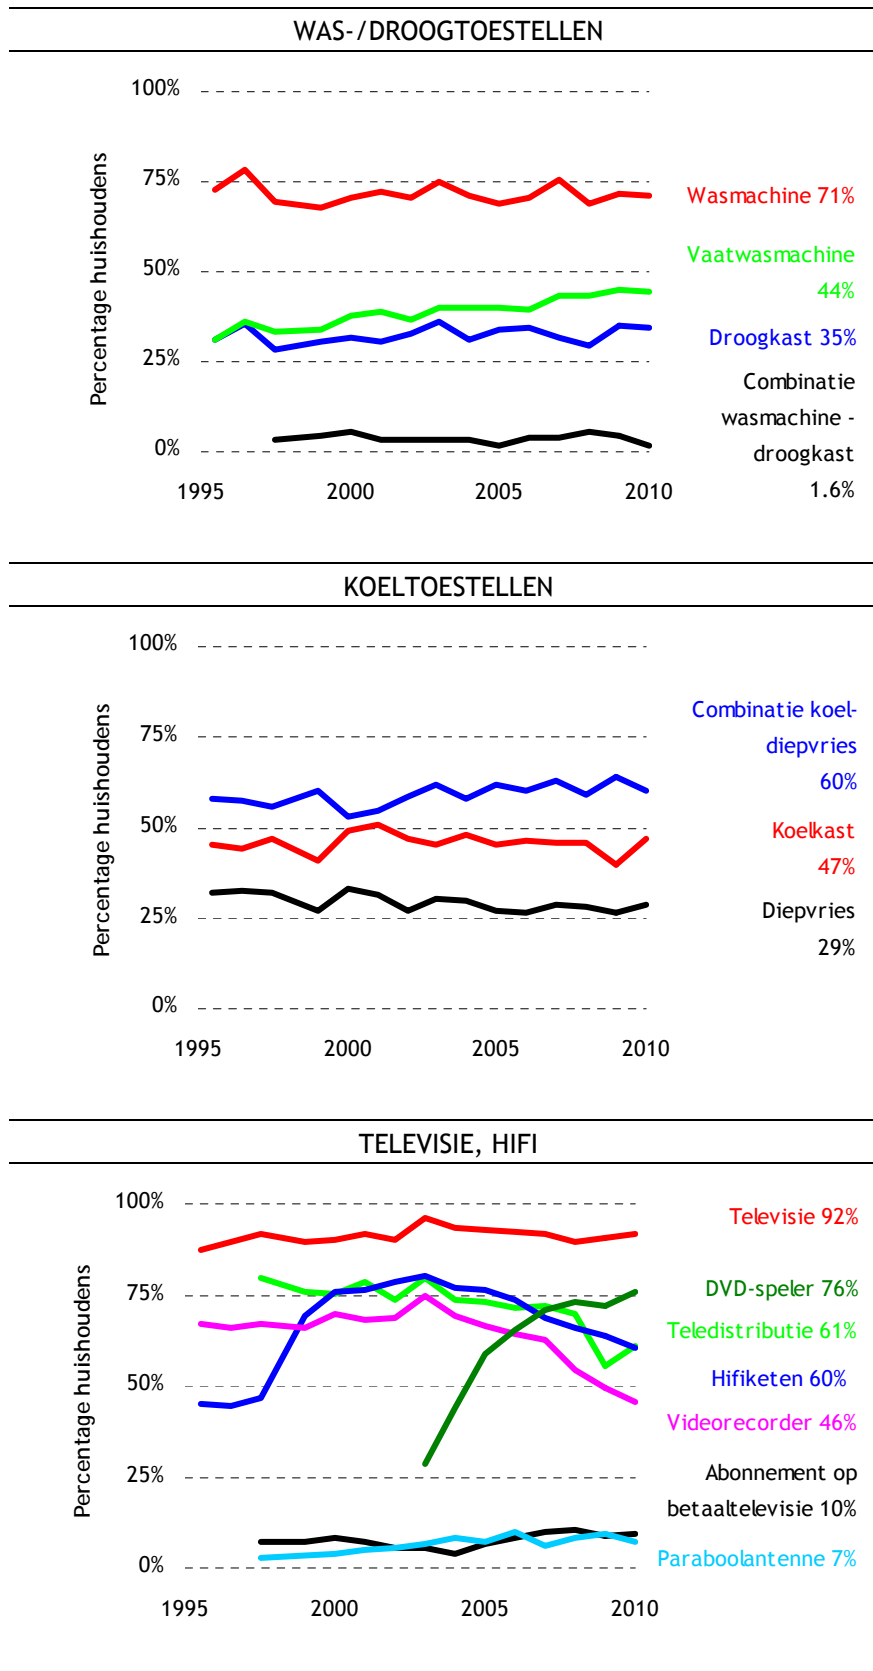 WAS-/DROOGTOESTELLEN
Percentage huishoudens
100%
75%
50%
25%
0%
1995 2000 2005 2010
Wasmachine 71%
Vaatwasmachine
44%
Droogkast 35%
Combinatie
wasmachine -
droogkast
1.6%
KOELTOESTELLEN
Percentage huishoudens
100%
75%
50%
25%
0%
1995 2000 2005 2010
Combinatie koel-
diepvries
60%
Koelkast
47%
Diepvries
29%
TELEVISIE, HIFI
Percentage huishoudens
100%
75%
50%
25%
0%
1995 2000 2005 2010
Televisie 92%
DVD-speler 76%
Teledistributie 61%
Hifiketen 60%
Videorecorder 46%
Abonnement op
betaaltelevisie 10%
Paraboolantenne 7%